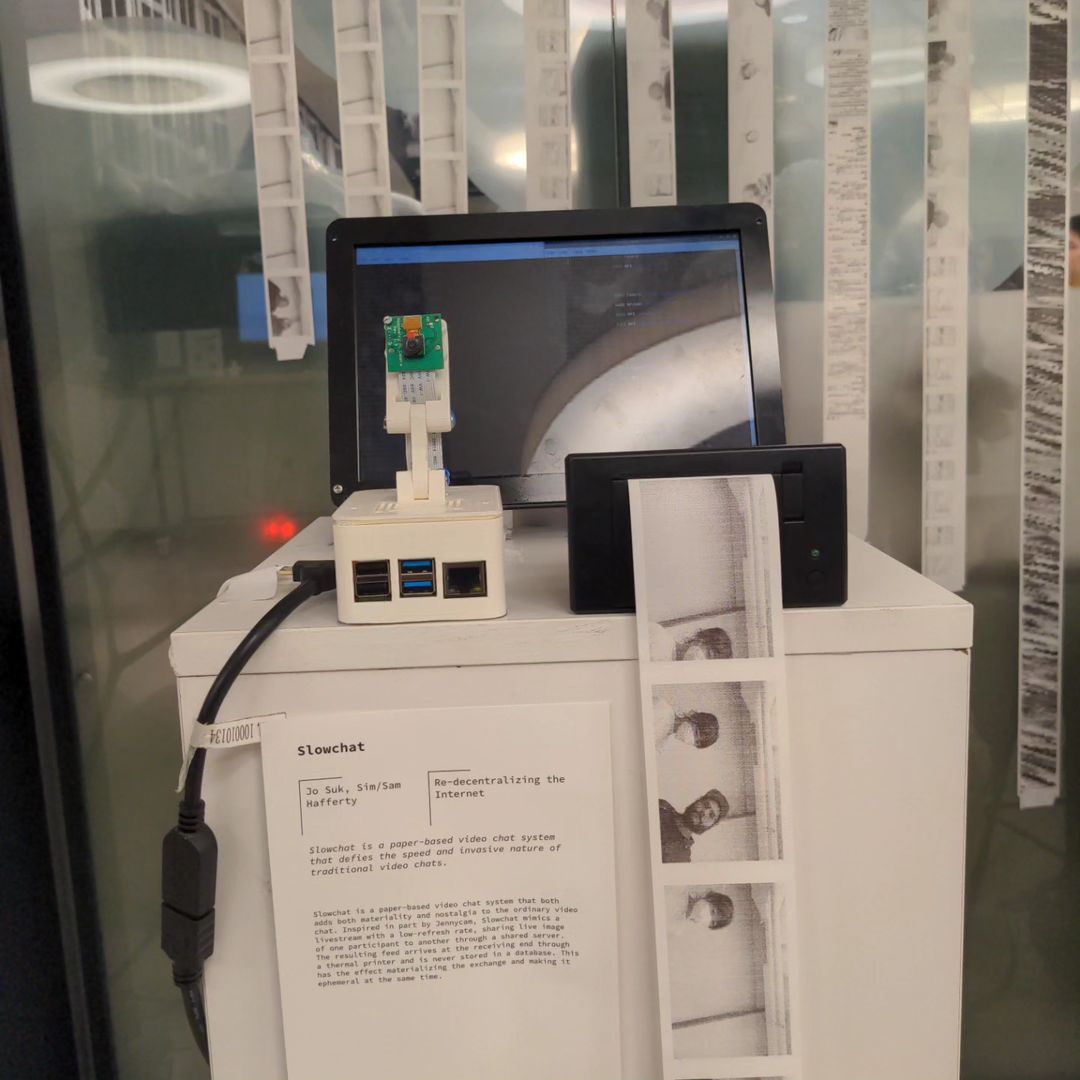 Slowchat
Jo Suk, Sim/Sam
Hafferty
Re-decentralizing the
Internet
Slowchat is a paper-based video chat system
that defies the speed and invasive nature of
traditional video chats.
Slowchat is a paper-based video chat system that both
adds both materiality and nostalgia to the ordinary video
chat. Inspired in part by Jennycam, Slowchat mimics a
livestream with a low-refresh rate, sharing live image
of one participant to another through a shared server.
The resulting feed arrives at the receiving end through
a thermal printer and is never stored in a database. This
has the effect materializing the exchange and making it
ephemeral at the same time.